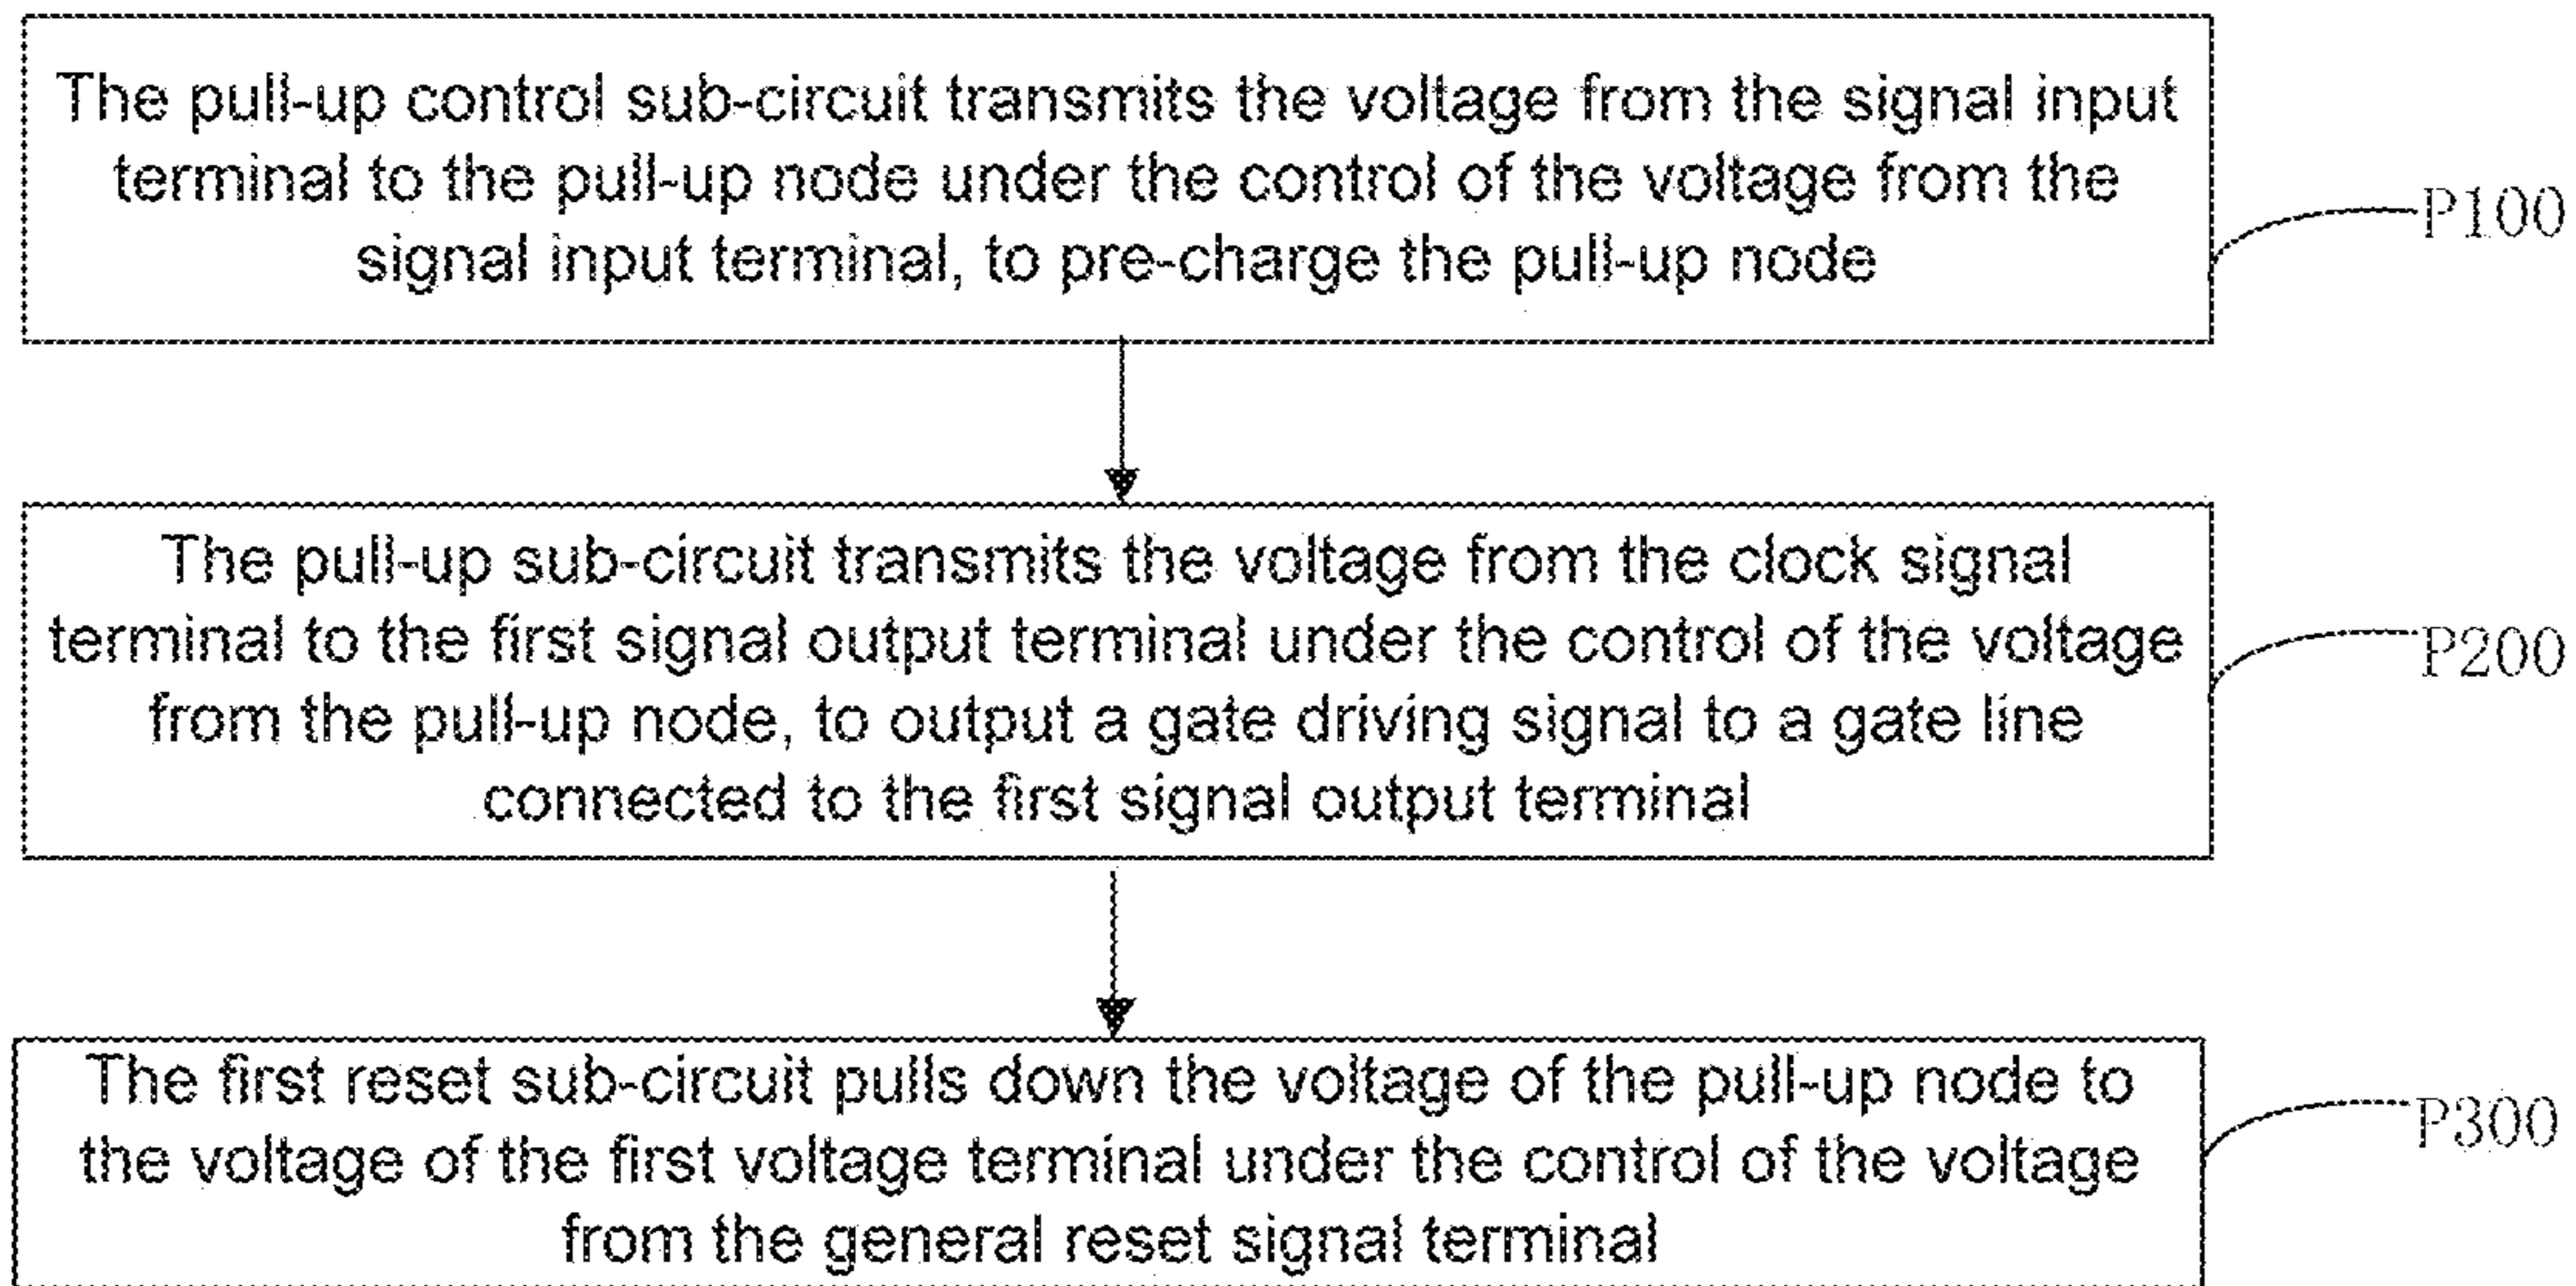 The pull-up control sub-circuit transmits the voltage from the signal input
terminal to the pull-up node under the control of the voltage from the
signal input terminal, to pre-charge the pull-up node
P100
The pull-up sub-circuit transmits the voltage from the clock signal
terminal to the first signal output terminal under the control of the voltage
from the pull-up node, to output a gate driving signal to a gate line
connected to the first signal output terminal
P200
The first reset sub-circuit pulls down the voltage of the pull-up node to
the voltage of the first voltage terminal under the control of the voltage
from the general reset signal terminal
P300